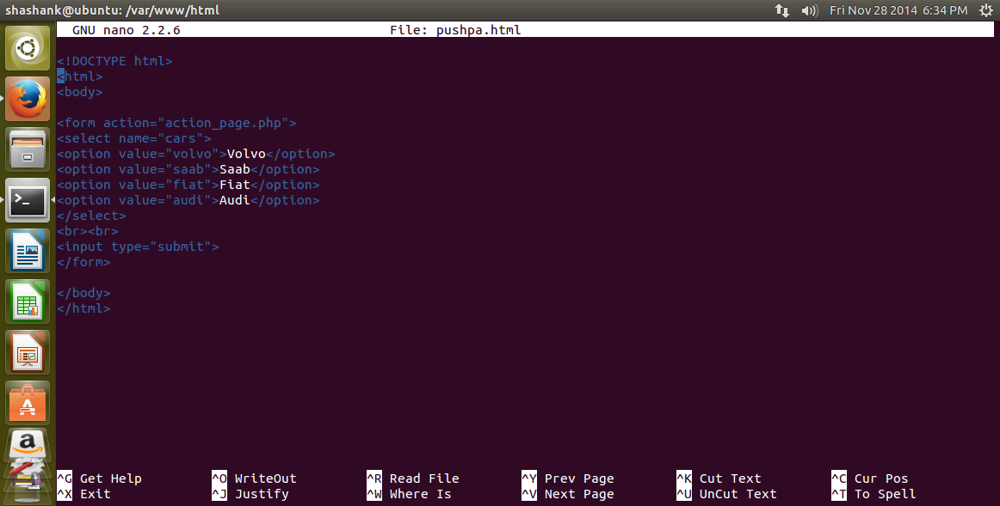 shashank@ubuntu: /var/www/html Fri Nov 28 2014 6:34 PM
GNU nano 2.2.6 File: pushpa.html
<!DOCTYPE html>
<html>
<body>
<form action="action_page.php">
<select name="cars">
<option value="volvo">Volvo</option>
<option value="saab">Saab</option>
<option value="fiat">Fiat</option>
<option value="audi">Audi</option>
</select>
<br><br>
<input type="submit">
</form>
</body>
</html>
^G Get Help ^O WriteOut ^R Read File ^Y Prev Page ^K Cut Text ^C Cur Pos
^X Exit ^J Justify ^W Where Is ^V Next Page ^U UnCut Text ^T To Spell